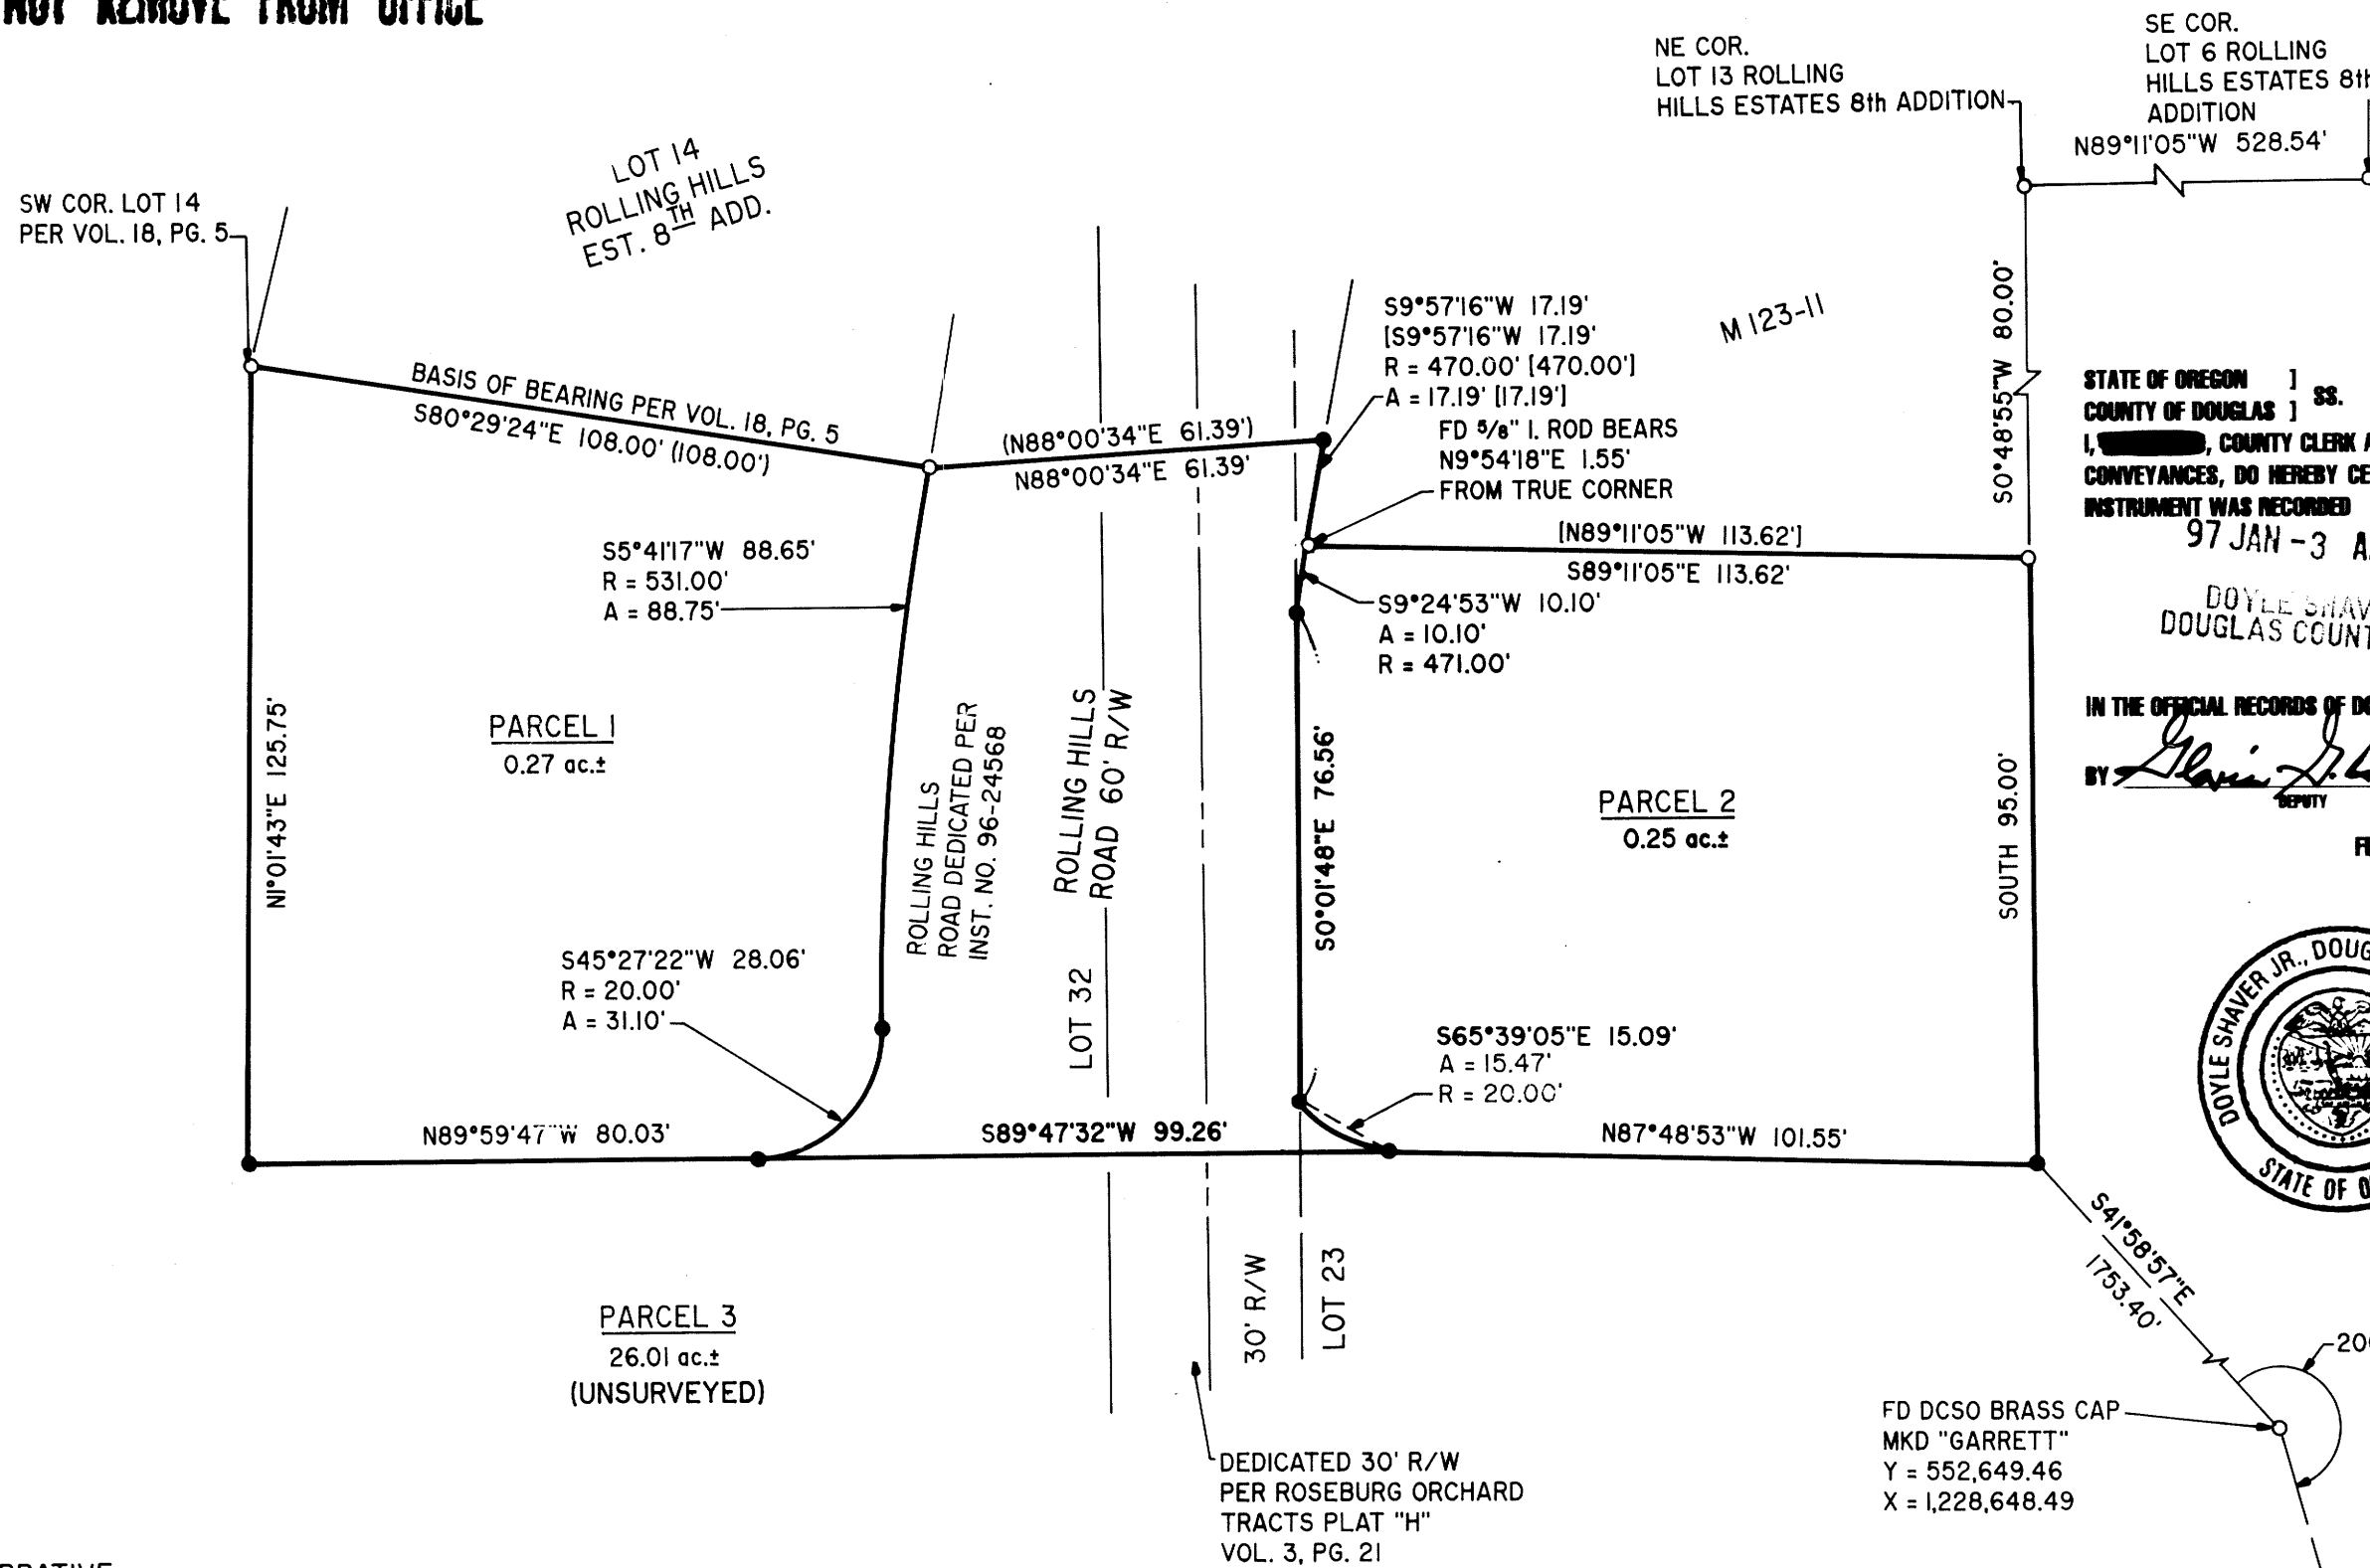 NOT REMOVE FROM OFFICE
NE COR.
LOT 13 ROLLING
HILLS ESTATES 8th ADDITION
SE COR.
LOT 6 ROLLING
HILLS ESTATES 8th
ADDITION
N89°11'05"W 528.54'
SW COR. LOT 14
PER VOL. 18, PG. 5
LOT 14
ROLLING HILLS
EST. 8TH ADD.
S9°57'16"W 17.19'
[S9°57'16"W 17.19'
R = 470.00' [470.00']
A = 17.19' [17.19']
FD 5/8" I. ROD BEARS
N9°54'18"E 1.55'
FROM TRUE CORNER
M 123-11
S0°48'55"W 80.00'
BASIS OF BEARING PER VOL. 18, PG. 5
S80°29'24"E 108.00' (108.00')
(N88°00'34"E 61.39')
N88°00'34"E 61.39'
[N89°11'05"W 113.62']
S89°11'05"E 113.62'
STATE OF OREGON ]
COUNTY OF DOUGLAS ] SS.
I, , COUNTY CLERK
CONVEYANCES, DO HEREBY CE
INSTRUMENT WAS RECORDED
97 JAN -3 A
DOYLE SHAV
DOUGLAS COUNT
IN THE OFFICIAL RECORDS OF DO
BY
DEPUTY
S5°41'17"W 88.65'
R = 531.00'
A = 88.75'
S9°24'53"W 10.10'
A = 10.10'
R = 471.00'
PARCEL 1
0.27 ac.±
N1°01'43"E 125.75'
ROLLING HILLS
ROAD DEDICATED PER
INST. NO. 96-24568
ROLLING HILLS
ROAD 60' R/W
LOT 32
S0°01'48"E 76.56'
PARCEL 2
0.25 ac.±
SOUTH 95.00'
S45°27'22"W 28.06'
R = 20.00'
A = 31.10'
S65°39'05"E 15.09'
A = 15.47'
R = 20.00'
N89°59'47"W 80.03'
S89°47'32"W 99.26'
N87°48'53"W 101.55'
DOYLE SHAVER JR., DOUG
STATE OF O
S41°58'57"E
1753.40'
PARCEL 3
26.01 ac.±
(UNSURVEYED)
30' R/W
LOT 23
DEDICATED 30' R/W
PER ROSEBURG ORCHARD
TRACTS PLAT "H"
VOL. 3, PG. 21
FD DCSO BRASS CAP
MKD "GARRETT"
Y = 552,649.46
X = 1,228,648.49